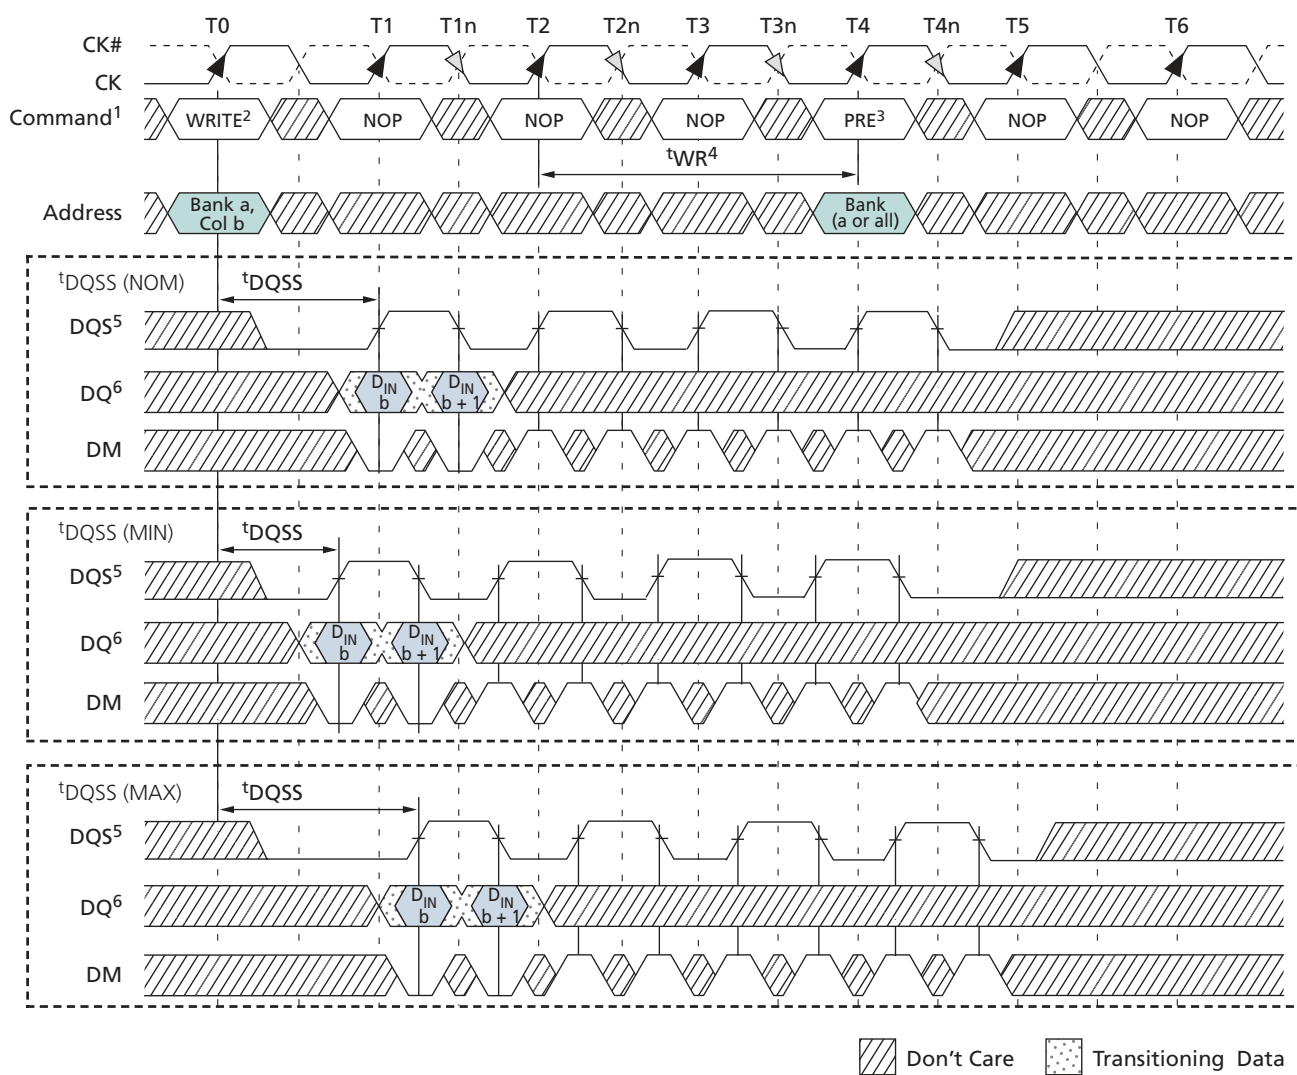 T0 T1 T1n T2 T2n T3 T3n T4 T4n T5 T6
CK#
CK
Command1 WRITE2 NOP NOP NOP PRE3 NOP NOP
tWR4
Address Bank a, Col b Bank (a or all)
tDQSS (NOM) tDQSS
DQS5
DQ6 DIN b DIN b + 1
DM
tDQSS (MIN) tDQSS
DQS5
DQ6 DIN b DIN b + 1
DM
tDQSS (MAX) tDQSS
DQS5
DQ6 DIN b DIN b + 1
DM
Don't Care Transitioning Data